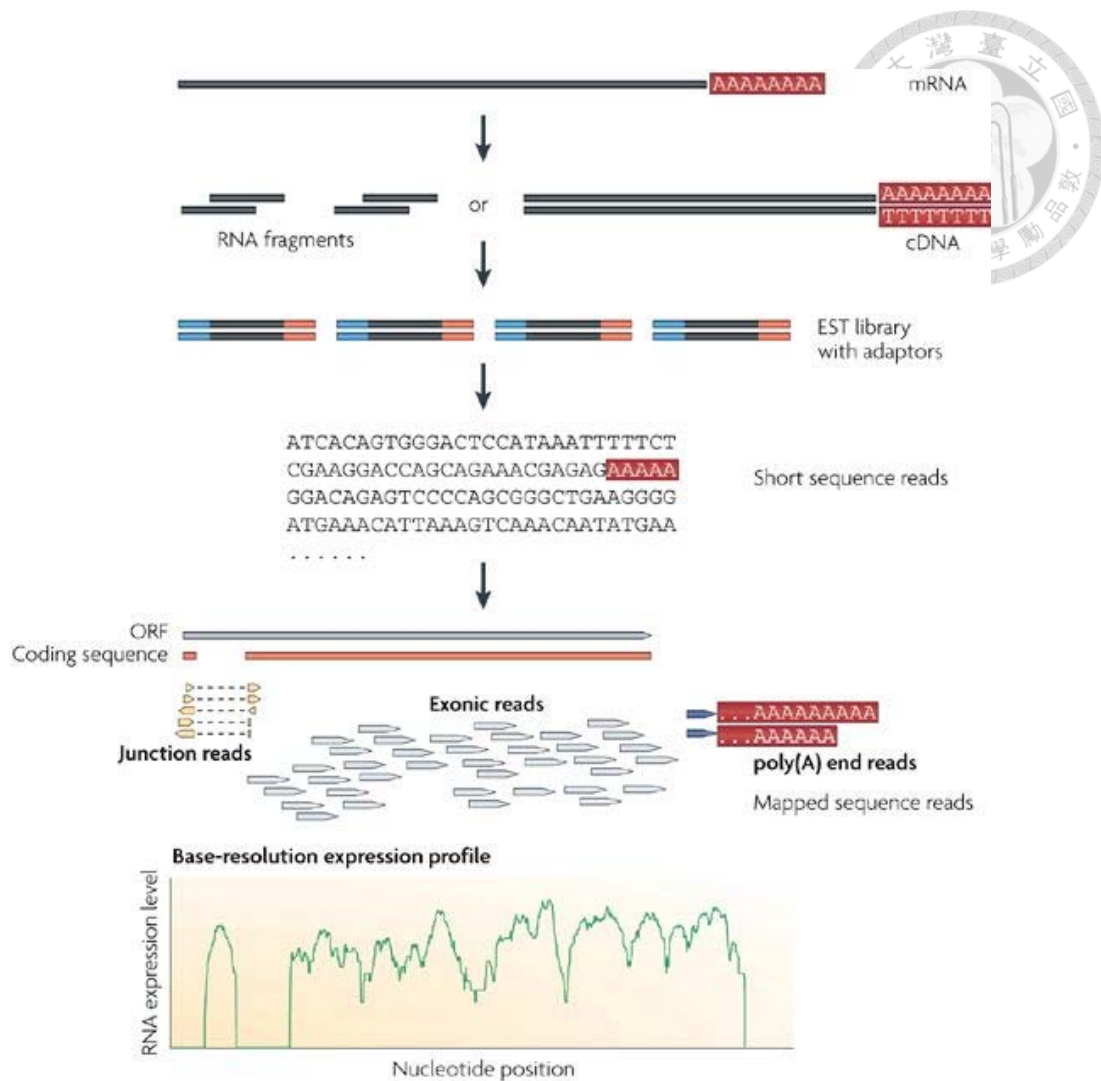 AAAAAAAA
mRNA
AAAAAAAA
or
TTTTTTTT
RNA fragments
cDNA
EST library
with adaptors
ATCACAGTGGGACTCCATAAATTTTTCT
CGAAGGACCAGCAGAAACGAGAGAAAAA
Short sequence reads
GGACAGAGTCCCCAGCGGGCTGAAGGGG
ATGAAACATTAAAGTCAAACAATATGAA
. . . . . .
ORF
Coding sequence
Exonic reads
...AAAAAAAAA
...AAAAAA
Junction reads
poly(A) end reads
Mapped sequence reads
Base-resolution expression profile
RNA expression level
Nucleotide position